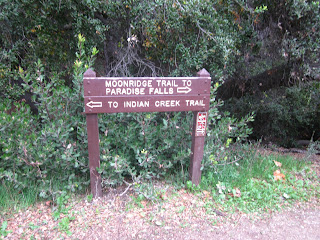 MOONRIDGE TRAIL TO
PARADISE FALLS
TO INDIAN CREEK TRAIL